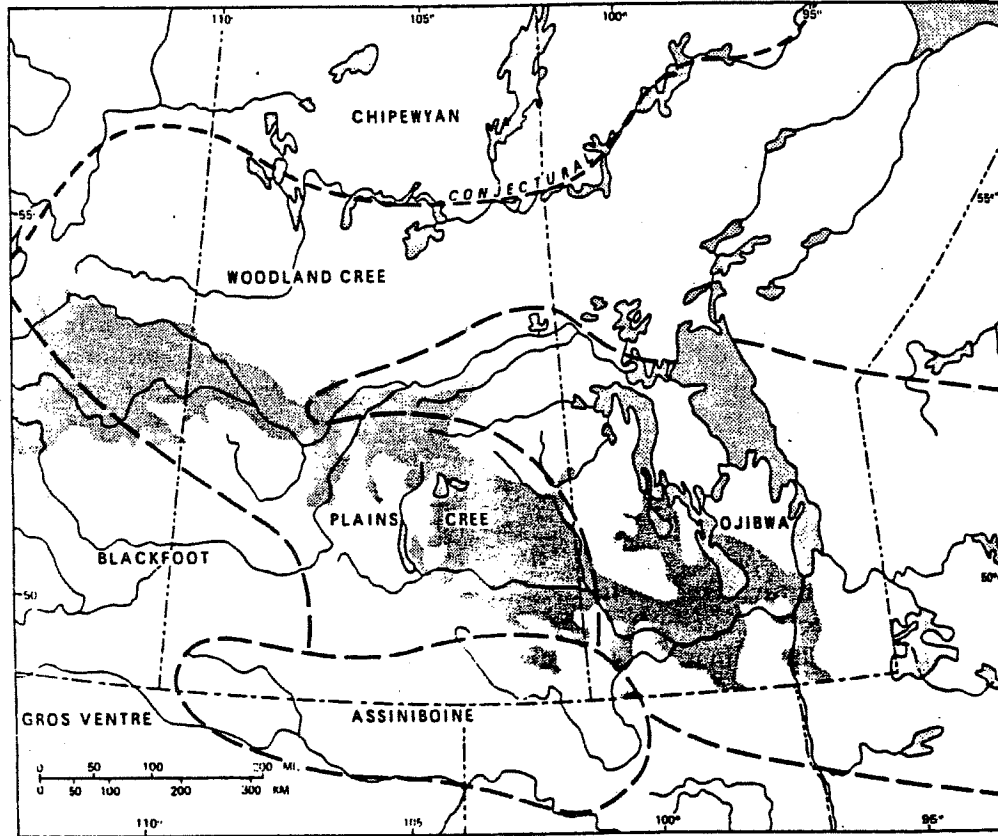 110°
105°
100°
95°
CHIPEWYAN
CONJECTURAL
55°
55°
WOODLAND CREE
PLAINS CREE
OJIBWA
BLACKFOOT
50
50°
GROS VENTRE
ASSINIBOINE
0 50 100 200 MI.
0 50 100 200 300 KM
110°
105
100°
95°